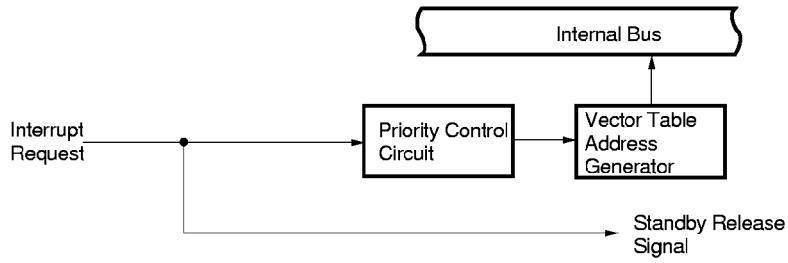 Internal Bus
Interrupt
Request
Priority Control
Circuit
Vector Table
Address
Generator
Standby Release
Signal